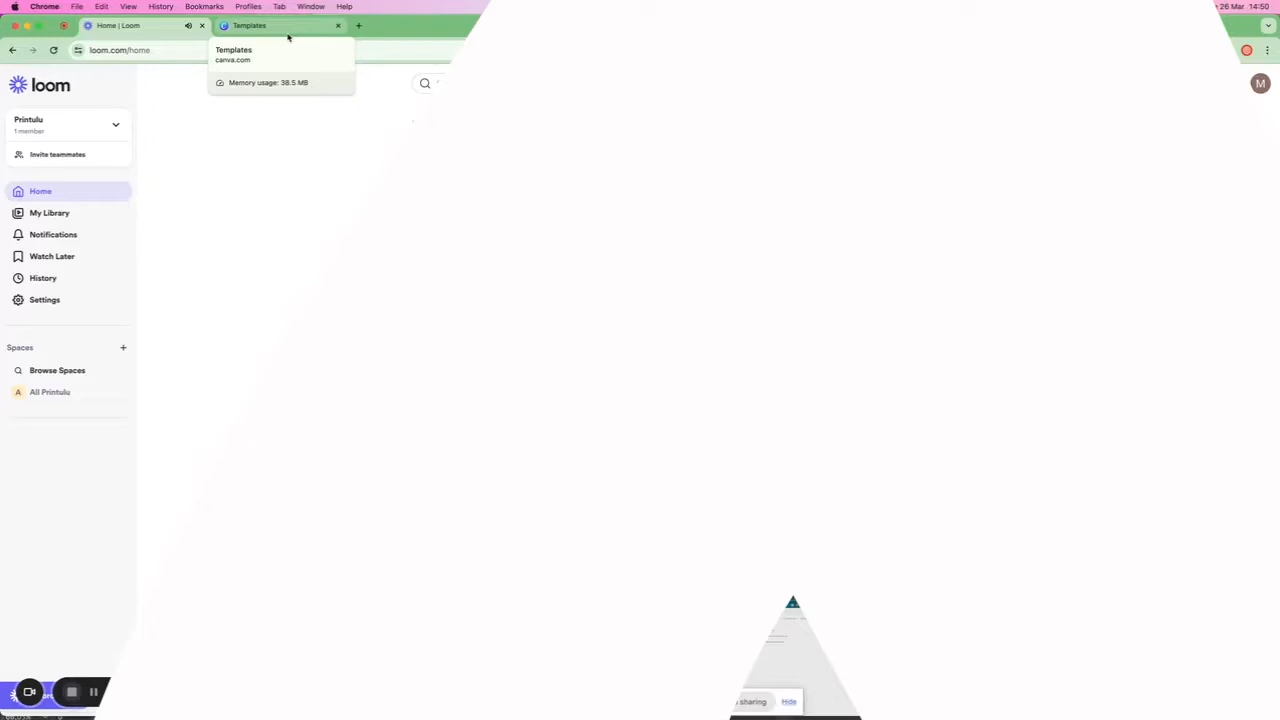 Chrome File Edit View History Bookmarks Profiles Tab Window Help
26 Mar 14:50
Home | Loom
Templates
loom.com/home
Templates
canva.com
Memory usage: 38.5 MB
loom
M
Printulu
1 member
Invite teammates
Home
My Library
Notifications
Watch Later
History
Settings
Spaces +
Browse Spaces
A All Printulu
sharing Hide